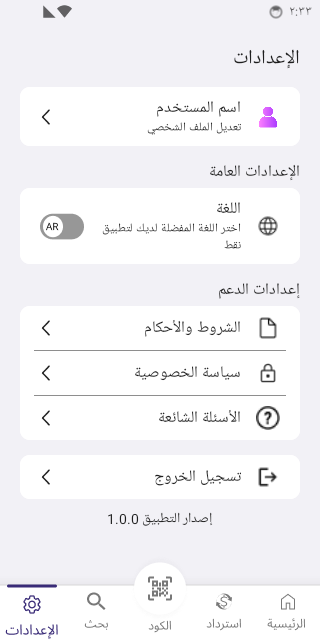 ٢:٣٣
الإعدادات
اسم المستخدم
تعديل الملف الشخصي
الإعدادات العامة
اللغة
اختر اللغة المفضلة لديك لتطبيق
نقط
AR
إعدادات الدعم
الشروط والأحكام
سياسة الخصوصية
الأسئلة الشائعة
تسجيل الخروج
إصدار التطبيق 1.0.0
الرئيسية
استرداد
الكود
بحث
الإعدادات